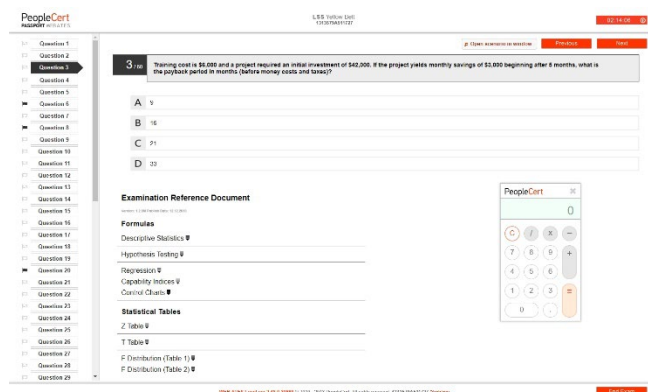 PeopleCert
LSS Yellow Belt
Question 1
Question 2
Question 3
Question 4
Question 5
Question 6
Question 7
Question 8
Question 9
Question 10
Question 11
Question 12
Question 13
Question 14
Question 15
Question 16
Question 17
Question 18
Question 19
Question 20
Question 21
Question 22
Question 23
Question 24
Question 25
Question 26
Question 27
Question 28
Question 29
Open scenario in window
Previous
Next
3
Training cost is $6,000 and a project required an initial investment of $42,000. If the project yields monthly savings of $3,000 beginning after 5 months, what is
the payback period in months (before money costs and taxes)?
A 9
B 16
C 21
D 33
Examination Reference Document
Formulas
Descriptive Statistics
Hypothesis Testing
Regression
Capability Indices
Control Charts
Statistical Tables
Z Table
T Table
F Distribution (Table 1)
F Distribution (Table 2)
PeopleCert
0
C / x −
7 8 9 +
4 5 6
1 2 3 =
0 .